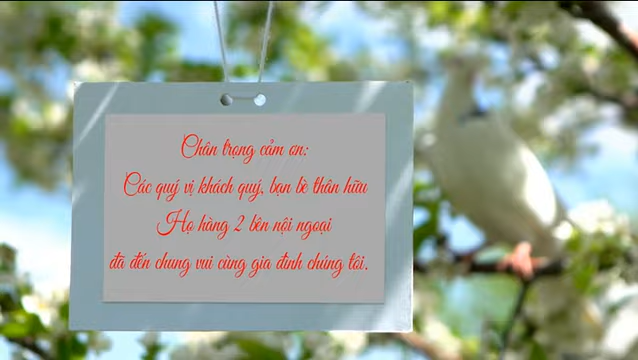 Chân trọng cảm ơn:
Các quý vị khách quý, bạn bè thân hữu
Họ hàng 2 bên nội ngoại
đã đến chung vui cùng gia đình chúng tôi.